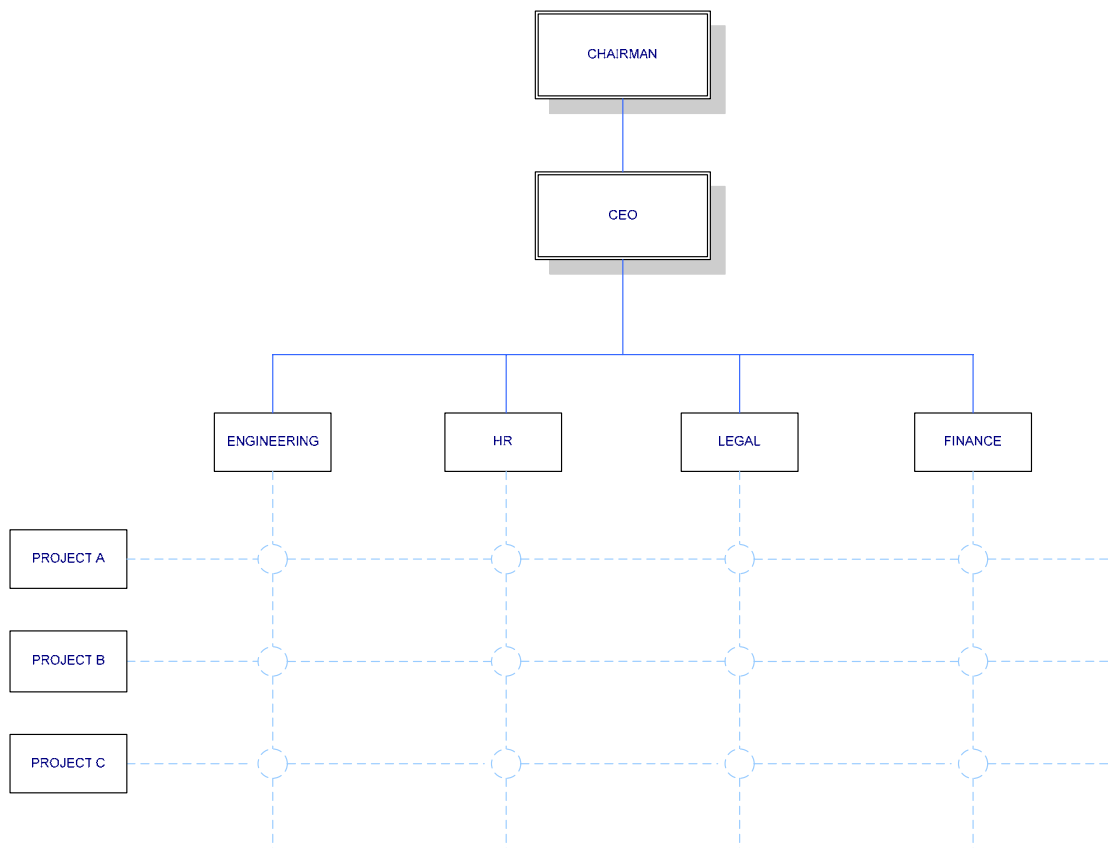 CHAIRMAN
CEO
ENGINEERING
HR
LEGAL
FINANCE
PROJECT A
PROJECT B
PROJECT C